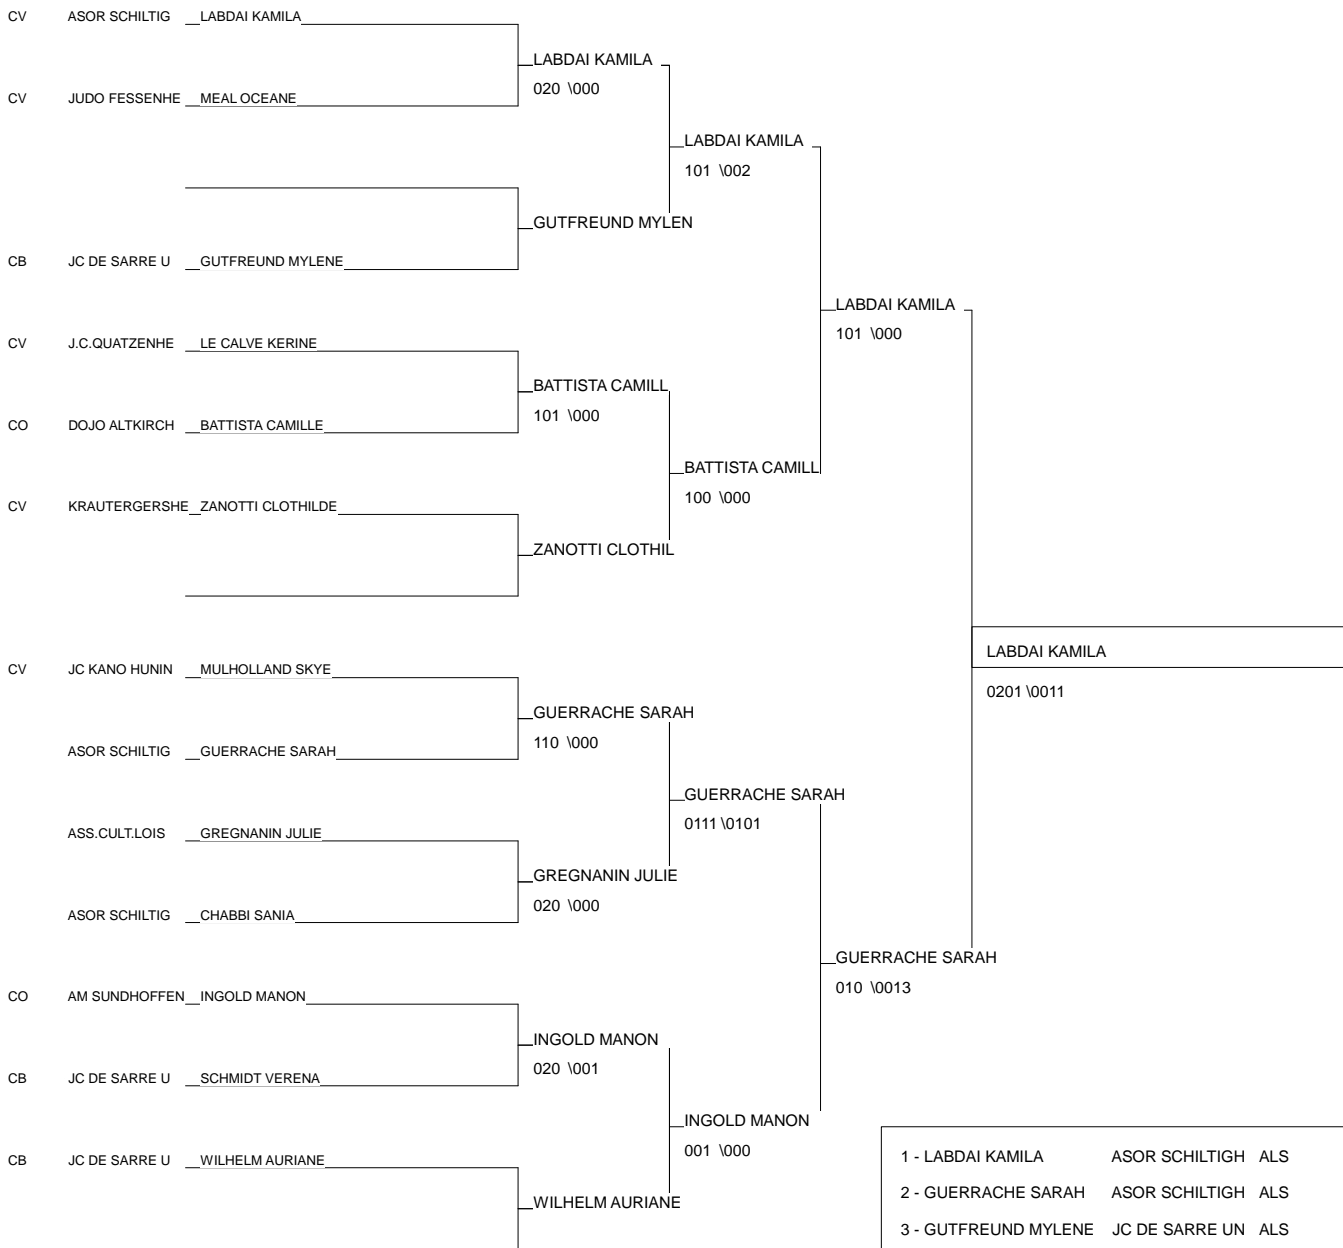 CV ASOR SCHILTIG LABDAI KAMILA
LABDAI KAMILA
020 \000
CV JUDO FESSENHE MEAL OCEANE
LABDAI KAMILA
101 \002
GUTFREUND MYLEN
CB JC DE SARRE U GUTFREUND MYLENE
LABDAI KAMILA
101 \000
CV J.C.QUATZENHE LE CALVE KERINE
BATTISTA CAMILL
101 \000
CO DOJO ALTKIRCH BATTISTA CAMILLE
BATTISTA CAMILL
100 \000
CV KRAUTERGERSHE ZANOTTI CLOTHILDE
ZANOTTI CLOTHIL
LABDAI KAMILA
0201 \0011
CV JC KANO HUNIN MULHOLLAND SKYE
GUERRACHE SARAH
110 \000
ASOR SCHILTIG GUERRACHE SARAH
GUERRACHE SARAH
0111 \0101
ASS.CULT.LOIS GREGNANIN JULIE
GREGNANIN JULIE
020 \000
ASOR SCHILTIG CHABBI SANIA
GUERRACHE SARAH
010 \0013
CO AM SUNDHOFFEN INGOLD MANON
INGOLD MANON
020 \001
CB JC DE SARRE U SCHMIDT VERENA
INGOLD MANON
001 \000
CB JC DE SARRE U WILHELM AURIANE
WILHELM AURIANE
1 - LABDAI KAMILA ASOR SCHILTIGH ALS
2 - GUERRACHE SARAH ASOR SCHILTIGH ALS
3 - GUTFREUND MYLENE JC DE SARRE UN ALS